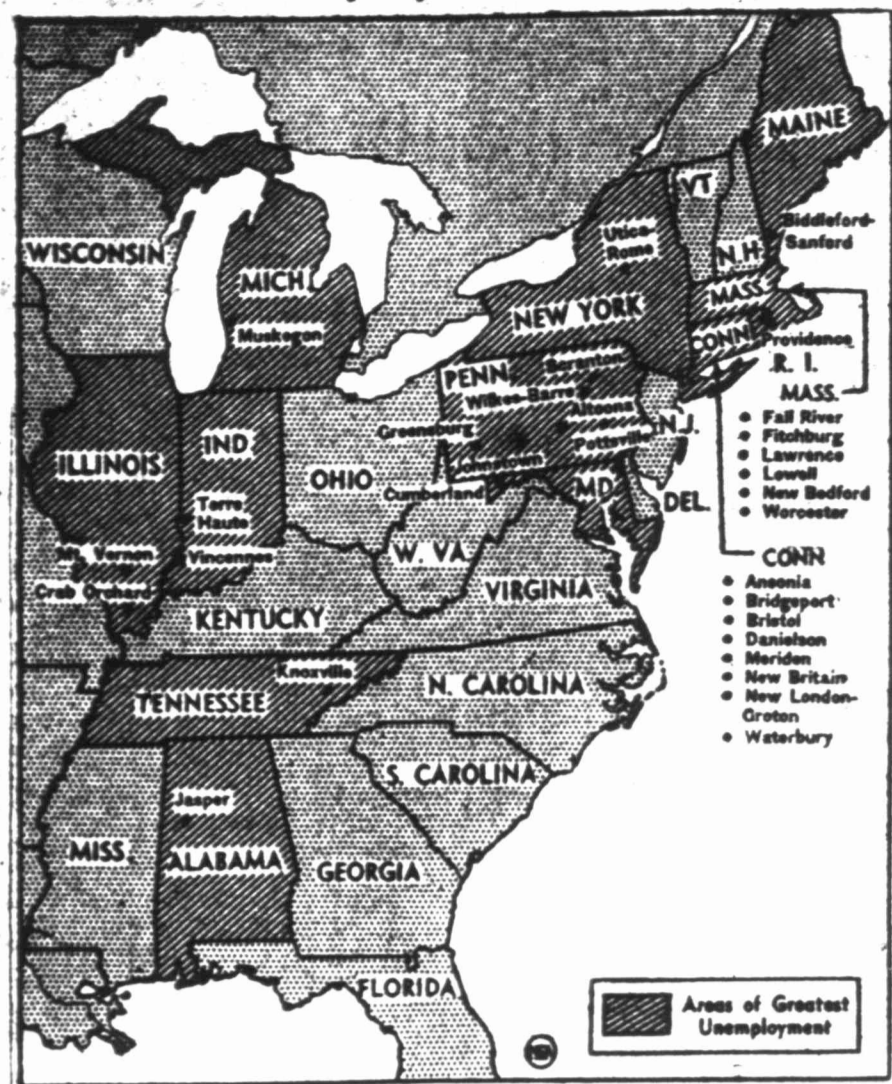 MAINE
VT
Biddleford-
Sanford
Utica-
Rome
N.H.
WISCONSIN
MICH.
MASS.
NEW YORK
CONN.
Providence
R. I.
Muskegon
PENN
Scranton
MASS.
Wilkes-Barre
Altoona
• Fall River
Greensburg
Pottsville
N.J.
• Fitchburg
IND
• Lawrence
ILLINOIS
OHIO
Johnstown
• Lowell
Cumberland
MD.
DEL.
• New Bedford
Terre
Haute
• Worcester
Mt. Vernon
Vincennes
W. VA.
CONN
Crab Orchard
VIRGINIA
• Ansonia
KENTUCKY
• Bridgeport
• Bristol
• Danielson
Knoxville
• Meriden
N. CAROLINA
• New Britain
TENNESSEE
• New London-
Groton
• Waterbury
S. CAROLINA
Jasper
MISS.
ALABAMA
GEORGIA
FLORIDA
Areas of Greatest
Unemployment